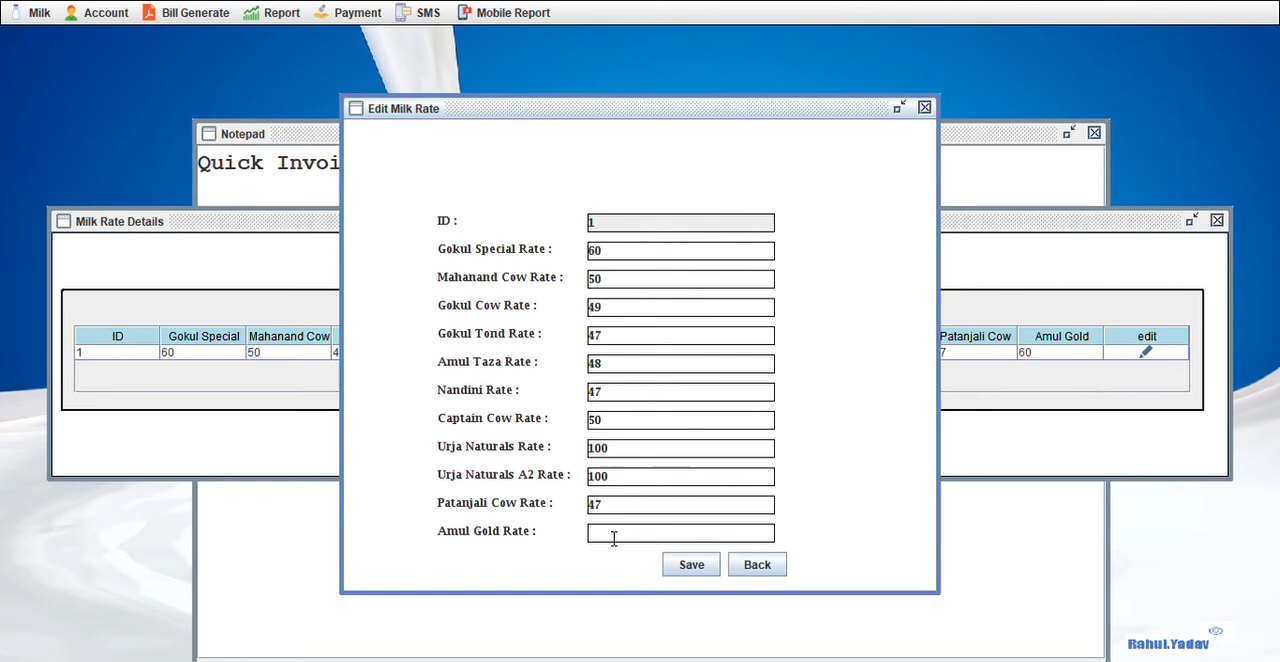 Milk Account Bill Generate Report Payment SMS Mobile Report
Edit Milk Rate
Notepad
Quick Invoi
Milk Rate Details
ID : 1
Gokul Special Rate : 60
Mahanand Cow Rate : 50
Gokul Cow Rate : 49
Gokul Tond Rate : 47
Amul Taza Rate : 48
Nandini Rate : 47
Captain Cow Rate : 50
Urja Naturals Rate : 100
Urja Naturals A2 Rate : 100
Patanjali Cow Rate : 47
Amul Gold Rate :
Save Back
ID Gokul Special Mahanand Cow Patanjali Cow Amul Gold edit
1 60 50 4 7 60
Rahul.Yadav